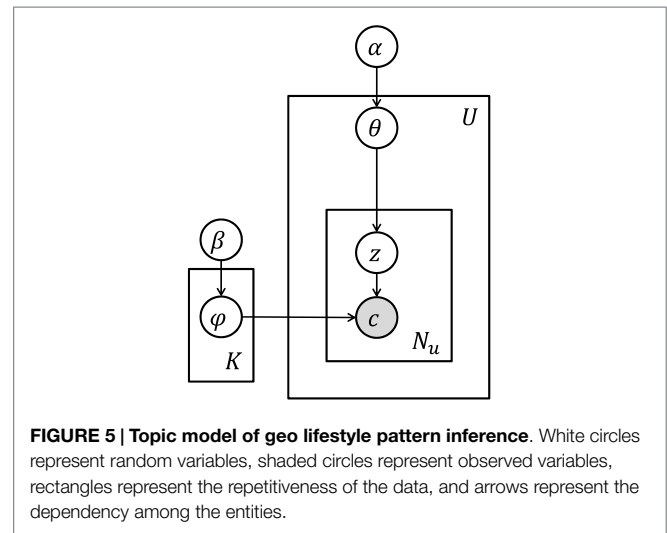 α
U
θ
β
z
φ
c
N_u
K
FIGURE 5 | Topic model of geo lifestyle pattern inference. White circles
represent random variables, shaded circles represent observed variables,
rectangles represent the repetitiveness of the data, and arrows represent the
dependency among the entities.